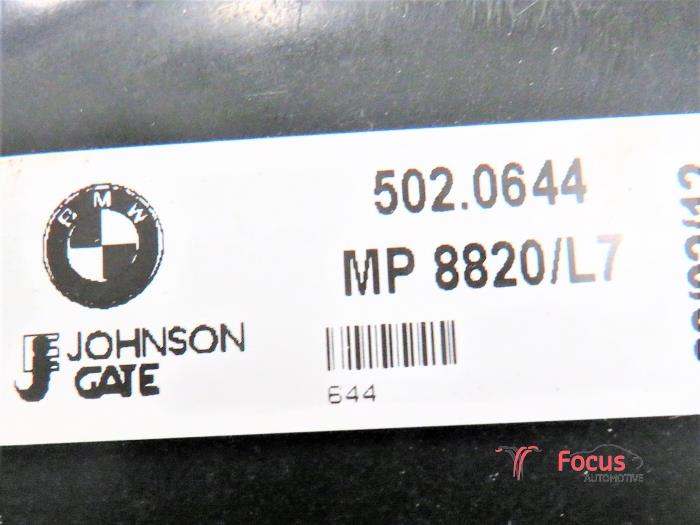 BMW
502.0644
MP 8820/L7
JOHNSON
GATE
644
Focus
AUTOMOTIVE